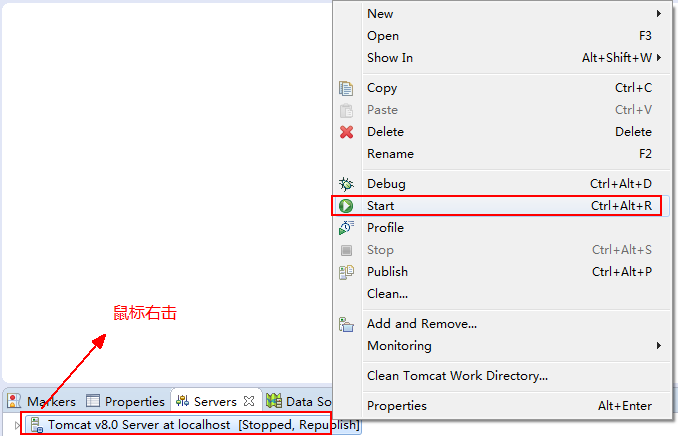 New
Open F3
Show In Alt+Shift+W
Copy Ctrl+C
Paste Ctrl+V
Delete Delete
Rename F2
Debug Ctrl+Alt+D
Start Ctrl+Alt+R
Profile
Stop Ctrl+Alt+S
Publish Ctrl+Alt+P
Clean...
Add and Remove...
Monitoring
Clean Tomcat Work Directory...
Properties Alt+Enter
鼠标右击
Markers Properties Servers Data So
Tomcat v8.0 Server at localhost [Stopped, Republish]